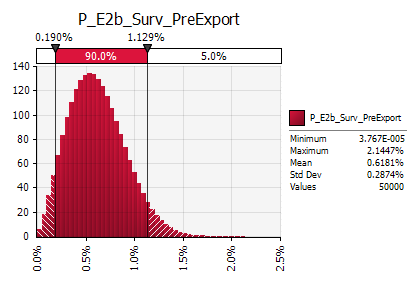 P_E2b_Surv_PreExport
0.190% 1.129%
90.0% 5.0%
140
120
100
80
60
40
20
0
0.0% 0.5% 1.0% 1.5% 2.0% 2.5%
P_E2b_Surv_PreExport
Minimum 3.767E-005
Maximum 2.1447%
Mean 0.6181%
Std Dev 0.2874%
Values 50000